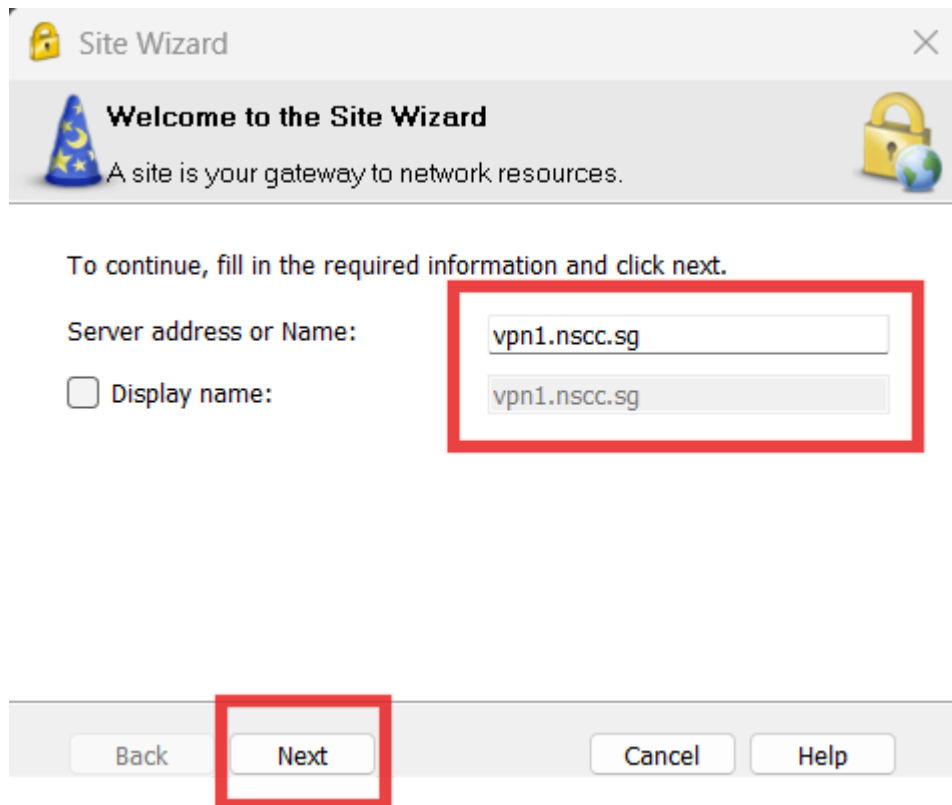 Site Wizard
Welcome to the Site Wizard
A site is your gateway to network resources.
To continue, fill in the required information and click next.
Server address or Name: vpn1.nscc.sg
Display name: vpn1.nscc.sg
Back Next Cancel Help